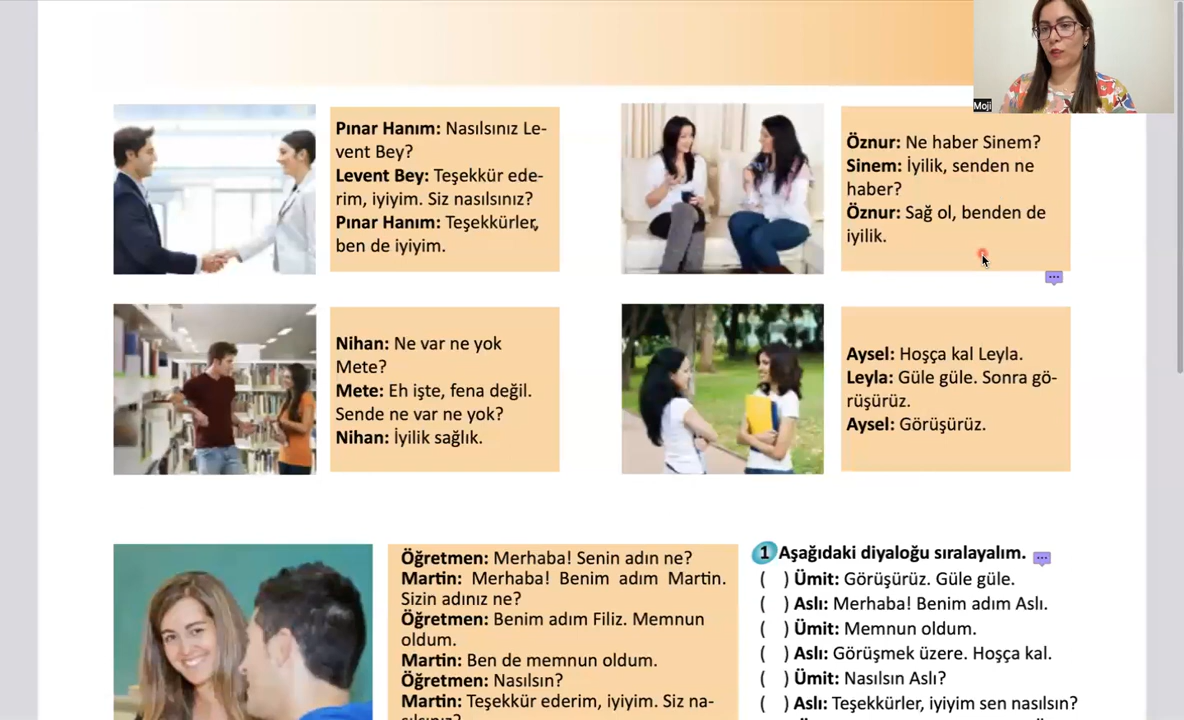 Moji
Pınar Hanım: Nasılsınız Le-
vent Bey?
Levent Bey: Teşekkür ede-
rim, iyiyim. Siz nasılsınız?
Pınar Hanım: Teşekkürler,
ben de iyiyim.
Öznur: Ne haber Sinem?
Sinem: İyilik, senden ne
haber?
Öznur: Sağ ol, benden de
iyilik.
Nihan: Ne var ne yok
Mete?
Mete: Eh işte, fena değil.
Sende ne var ne yok?
Nihan: İyilik sağlık.
Aysel: Hoşça kal Leyla.
Leyla: Güle güle. Sonra gö-
rüşürüz.
Aysel: Görüşürüz.
Öğretmen: Merhaba! Senin adın ne?
Martin: Merhaba! Benim adım Martin.
Sizin adınız ne?
Öğretmen: Benim adım Filiz. Memnun
oldum.
Martin: Ben de memnun oldum.
Öğretmen: Nasılsın?
Martin: Teşekkür ederim, iyiyim. Siz na-
sılsınız?
1 Aşağıdaki diyaloğu sıralayalım.
( ) Ümit: Görüşürüz. Güle güle.
( ) Aslı: Merhaba! Benim adım Aslı.
( ) Ümit: Memnun oldum.
( ) Aslı: Görüşmek üzere. Hoşça kal.
( ) Ümit: Nasılsın Aslı?
( ) Aslı: Teşekkürler, iyiyim sen nasılsın?